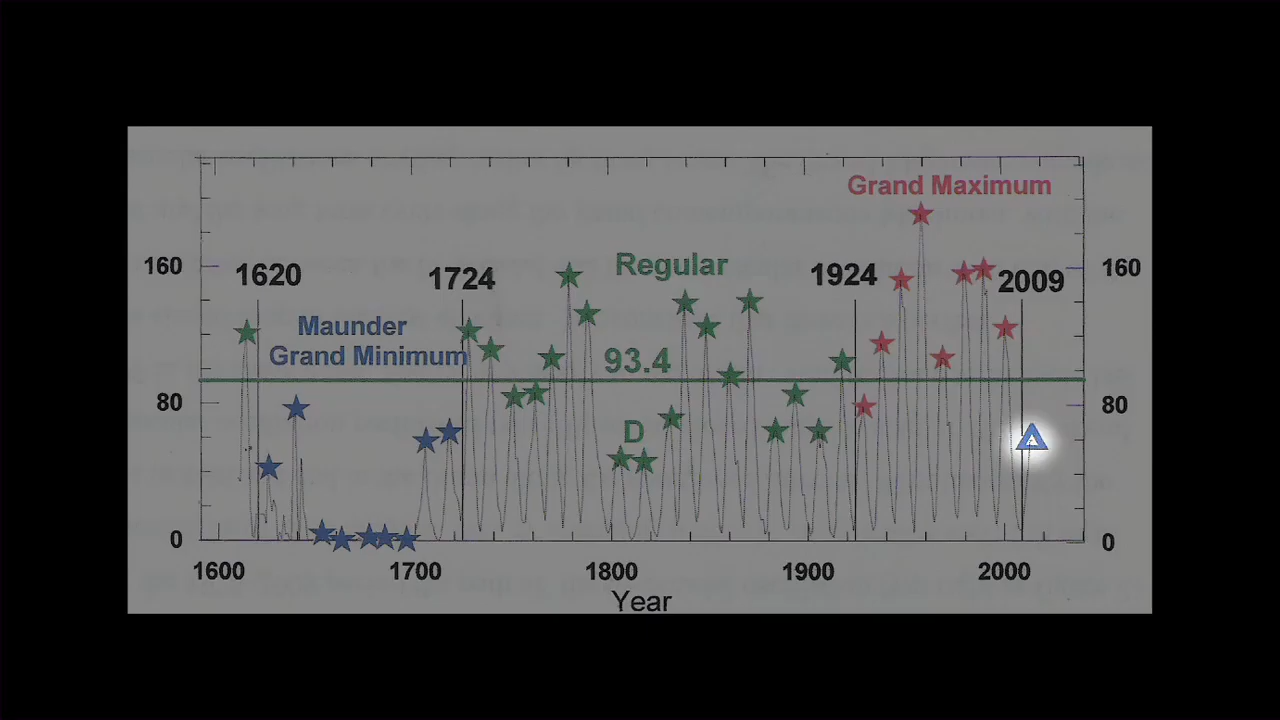 Grand Maximum
160
1620
1724
Regular
1924
2009
160
Maunder
Grand Minimum
93.4
80
D
80
0
0
1600
1700
1800
1900
2000
Year